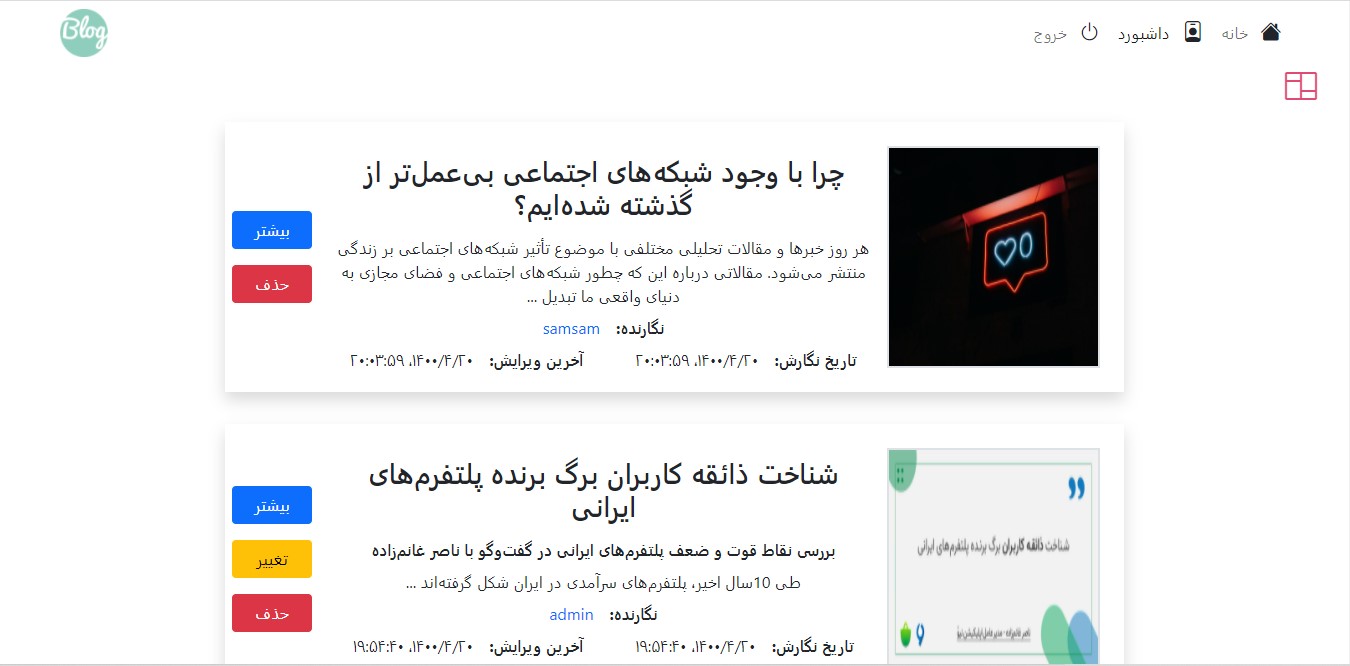 خانه
داشبورد
خروج
Blog
چرا با وجود شبکه‌های اجتماعی بی‌عمل‌تر از
گذشته شده‌ایم؟
هر روز خبرها و مقالات تحلیلی مختلفی با موضوع تأثیر شبکه‌های اجتماعی بر زندگی
منتشر می‌شود. مقالاتی درباره این که چطور شبکه‌های اجتماعی و فضای مجازی به
دنیای واقعی ما تبدیل ...
نگارنده: samsam
تاریخ نگارش: ۱۴۰۰/۴/۲۰، ۲۰:۰۳:۵۹ آخرین ویرایش: ۱۴۰۰/۴/۲۰، ۲۰:۰۳:۵۹
بیشتر
حذف
شناخت ذائقه کاربران برگ برنده پلتفرم‌های ایرانی
شناخت ذائقه کاربران برگ برنده پلتفرم‌های
ایرانی
بررسی نقاط قوت و ضعف پلتفرم‌های ایرانی در گفت‌وگو با ناصر غانم‌زاده
طی 10سال اخیر، پلتفرم‌های سرآمدی در ایران شکل گرفته‌اند ...
نگارنده: admin
تاریخ نگارش: ۱۴۰۰/۴/۲۰، ۱۹:۵۴:۴۰ آخرین ویرایش: ۱۴۰۰/۴/۲۰، ۱۹:۵۴:۴۰
بیشتر
تغییر
حذف